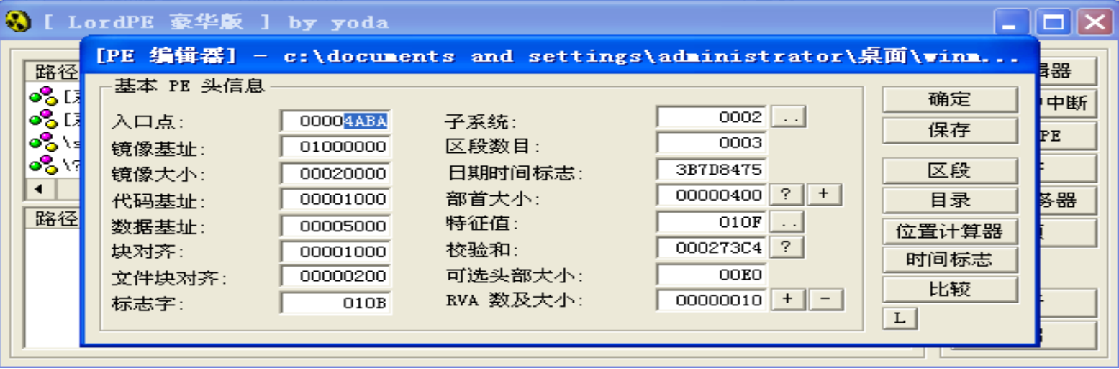 [ LordPE 豪华版 ] by yoda
[PE 编辑器] - c:\documents and settings\administrator\桌面\winm...
路径
路径
基本 PE 头信息
入口点: 00004ABA
镜像基址: 01000000
镜像大小: 00020000
代码基址: 00001000
数据基址: 00005000
块对齐: 00001000
文件块对齐: 00000200
标志字: 010B
子系统: 0002 ..
区段数目: 0003
日期时间标志: 3B7D8475
部首大小: 00000400 ? +
特征值: 010F ..
校验和: 000273C4 ?
可选头部大小: 00E0
RVA 数及大小: 00000010 + -
确定
保存
区段
目录
位置计算器
时间标志
比较
L
辑器
中断
PE
务器